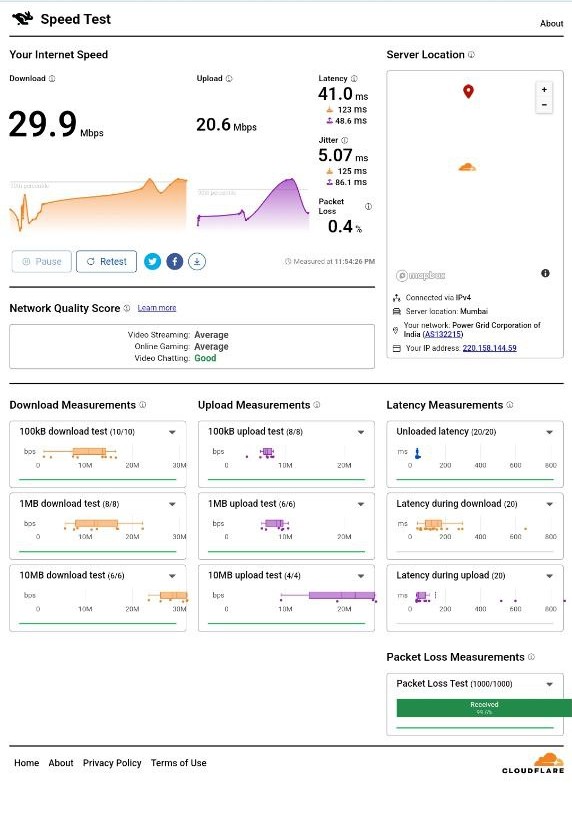 Speed Test
About
Your Internet Speed
Download
29.9 Mbps
Upload
20.6 Mbps
Latency
41.0 ms
123 ms
48.6 ms
Jitter
5.07 ms
125 ms
86.1 ms
Packet Loss
0.4 %
90th percentile
90th percentile
Pause
Retest
Measured at 11:54:26 PM
Server Location
+
−
mapbox
Connected via IPv4
Server location: Mumbai
Your network: Power Grid Corporation of
India (AS132215)
Your IP address: 220.158.144.59
Network Quality Score Learn more
Video Streaming: Average
Online Gaming: Average
Video Chatting: Good
Download Measurements
100kB download test (10/10)
bps
0 10M 20M 30M
1MB download test (8/8)
bps
0 10M 20M 30M
10MB download test (6/6)
bps
0 10M 20M 30M
Upload Measurements
100kB upload test (8/8)
bps
10M 20M
1MB upload test (6/6)
bps
10M 20M
10MB upload test (4/4)
bps
0 10M 20M
Latency Measurements
Unloaded latency (20/20)
ms
0 200 400 600 800
Latency during download (20)
ms
0 200 400 600 800
Latency during upload (20)
ms
0 200 400 600 800
Packet Loss Measurements
Packet Loss Test (1000/1000)
Received
99.6%
Home About Privacy Policy Terms of Use
CLOUDFLARE